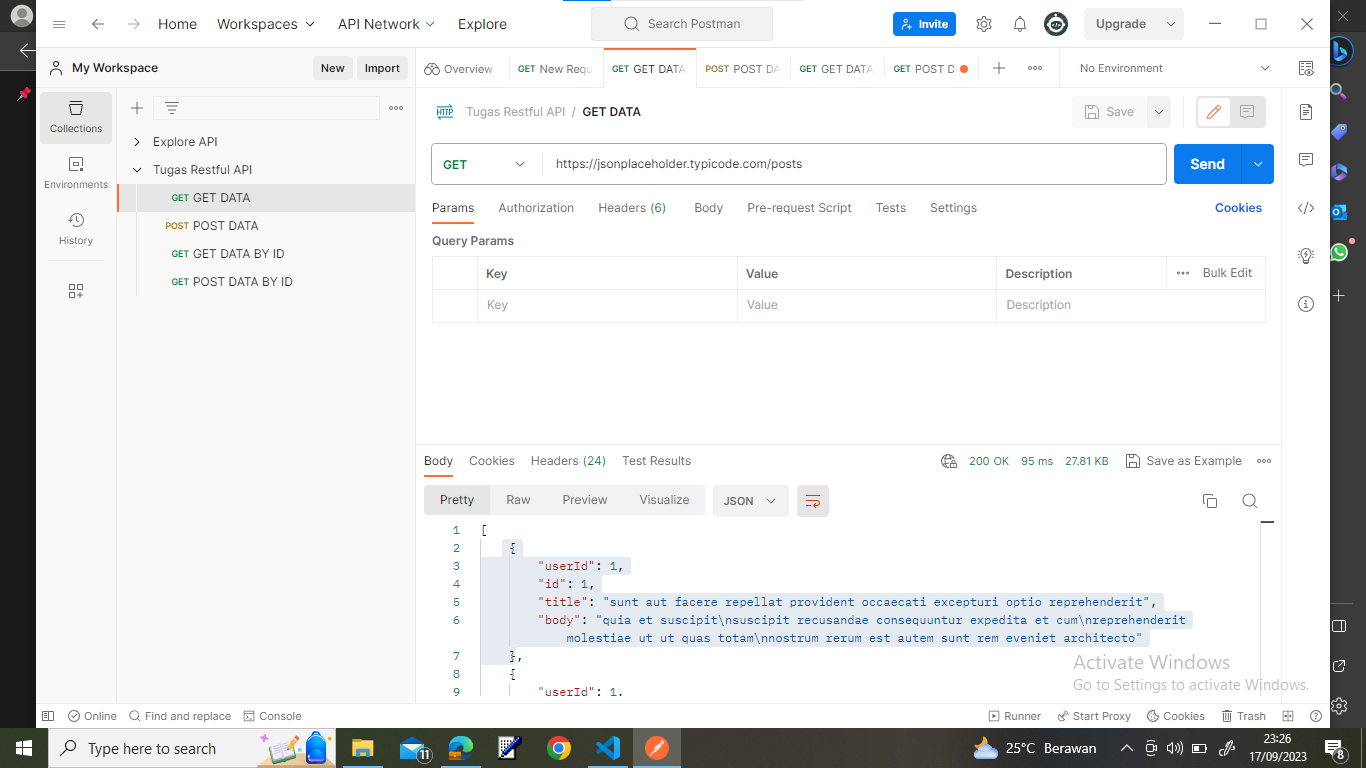 Home
Workspaces
API Network
Explore
Search Postman
Invite
Upgrade
My Workspace
New
Import
Overview
GET New Requ
GET GET DATA
POST POST DA
GET GET DATA
POST POST D
No Environment
Collections
Environments
History
Explore API
Tugas Restful API
GET GET DATA
POST POST DATA
GET GET DATA BY ID
GET POST DATA BY ID
HTTP Tugas Restful API / GET DATA
Save
GET
https://jsonplaceholder.typicode.com/posts
Send
Params
Authorization
Headers (6)
Body
Pre-request Script
Tests
Settings
Cookies
Query Params
Key
Value
Description
Bulk Edit
Key
Value
Description
Body
Cookies
Headers (24)
Test Results
200 OK
95 ms
27.81 KB
Save as Example
Pretty
Raw
Preview
Visualize
JSON
1 [
2 {
3 "userId": 1,
4 "id": 1,
5 "title": "sunt aut facere repellat provident occaecati excepturi optio reprehenderit",
6 "body": "quia et suscipit\nsuscipit recusandae consequuntur expedita et cum\nreprehenderit
molestiae ut ut quas totam\nnostrum rerum est autem sunt rem eveniet architecto"
7 },
8 {
9 "userId": 1,
Activate Windows
Go to Settings to activate Windows.
Online
Find and replace
Console
Runner
Start Proxy
Cookies
Trash
Type here to search
11
25°C Berawan
23:26
17/09/2023
8